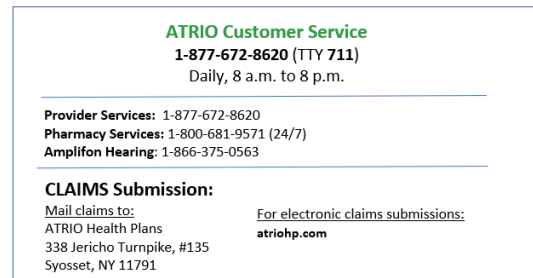 ATRIO Customer Service
1-877-672-8620 (TTY 711)
Daily, 8 a.m. to 8 p.m.
Provider Services: 1-877-672-8620
Pharmacy Services: 1-800-681-9571 (24/7)
Amplifon Hearing: 1-866-375-0563
CLAIMS Submission:
Mail claims to:
ATRIO Health Plans
338 Jericho Turnpike, #135
Syosset, NY 11791
For electronic claims submissions:
atriohp.com